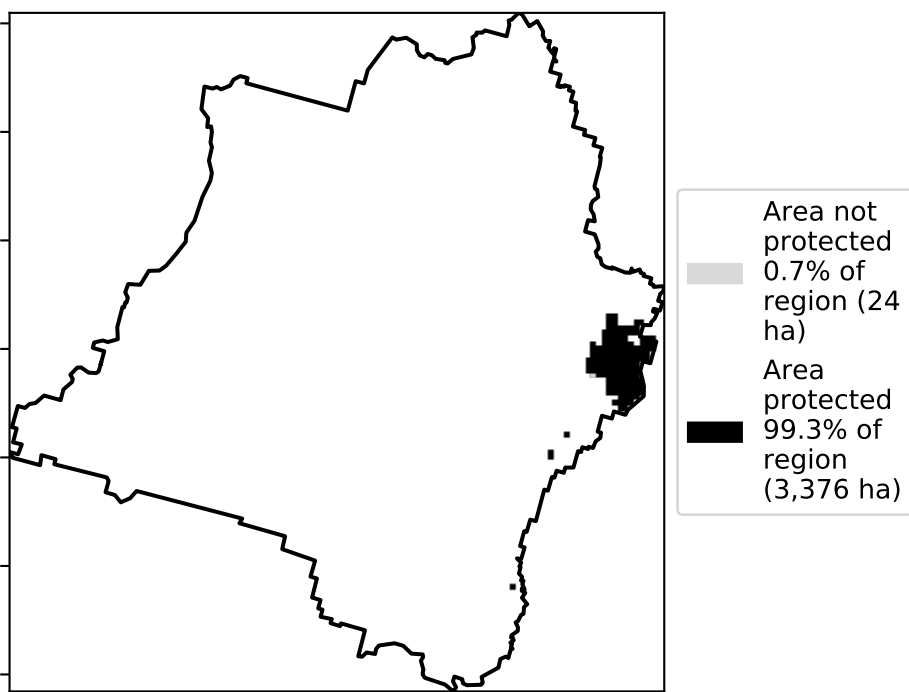 Area not
protected
0.7% of
region (24
ha)
Area
protected
99.3% of
region
(3,376 ha)